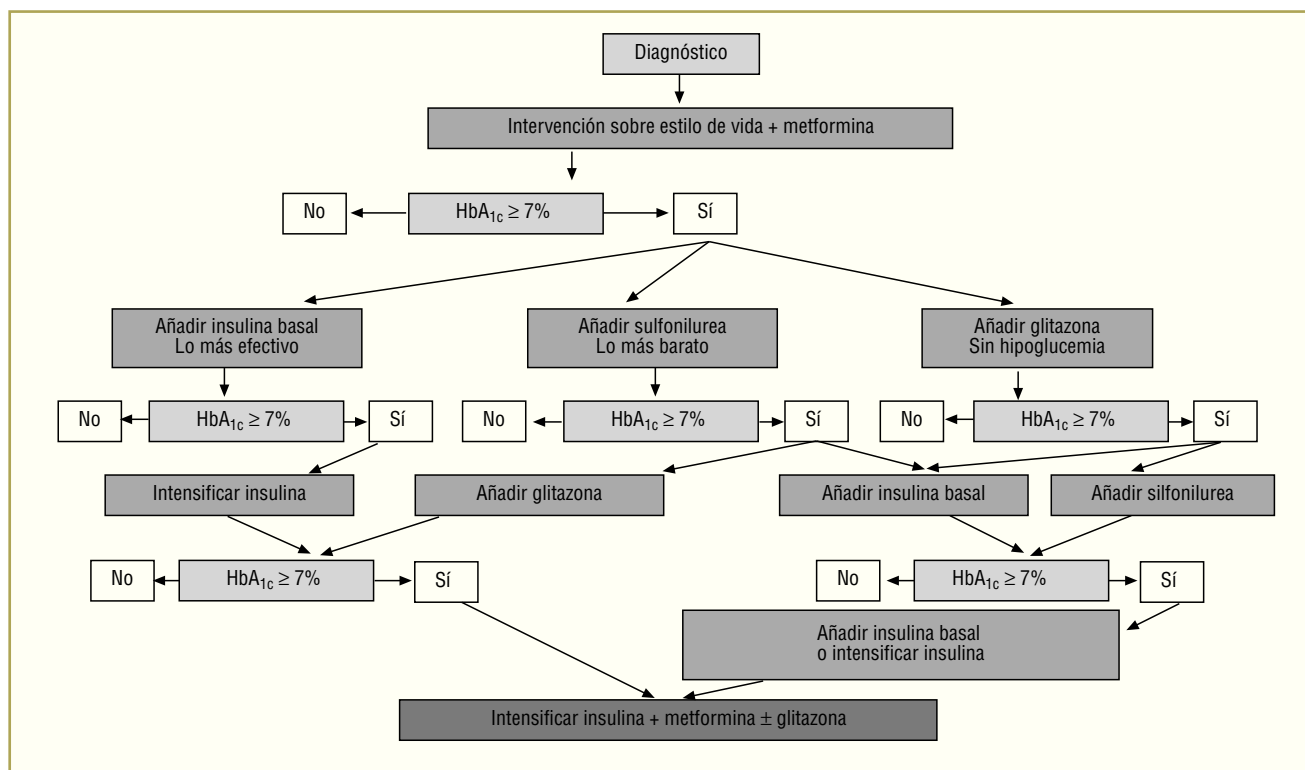 Diagnóstico
Intervención sobre estilo de vida + metformina
No
HbA1c ≥ 7%
Sí
Añadir insulina basal
Lo más efectivo
Añadir sulfonilurea
Lo más barato
Añadir glitazona
Sin hipoglucemia
No
HbA1c ≥ 7%
Sí
No
HbA1c ≥ 7%
Sí
No
HbA1c ≥ 7%
Sí
Intensificar insulina
Añadir glitazona
Añadir insulina basal
Añadir silfonilurea
No
HbA1c ≥ 7%
Sí
No
HbA1c ≥ 7%
Sí
Añadir insulina basal
o intensificar insulina
Intensificar insulina + metformina ± glitazona